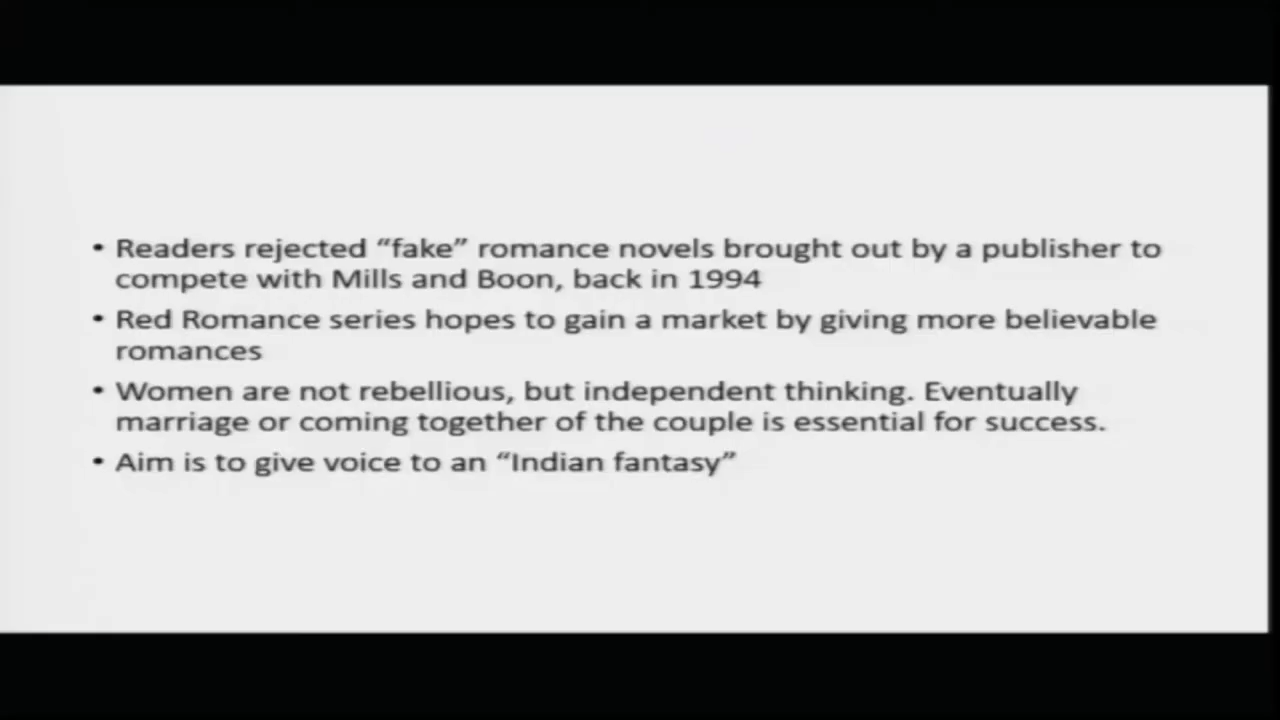 • Readers rejected “fake” romance novels brought out by a publisher to
compete with Mills and Boon, back in 1994
• Red Romance series hopes to gain a market by giving more believable
romances
• Women are not rebellious, but independent thinking. Eventually
marriage or coming together of the couple is essential for success.
• Aim is to give voice to an “Indian fantasy”